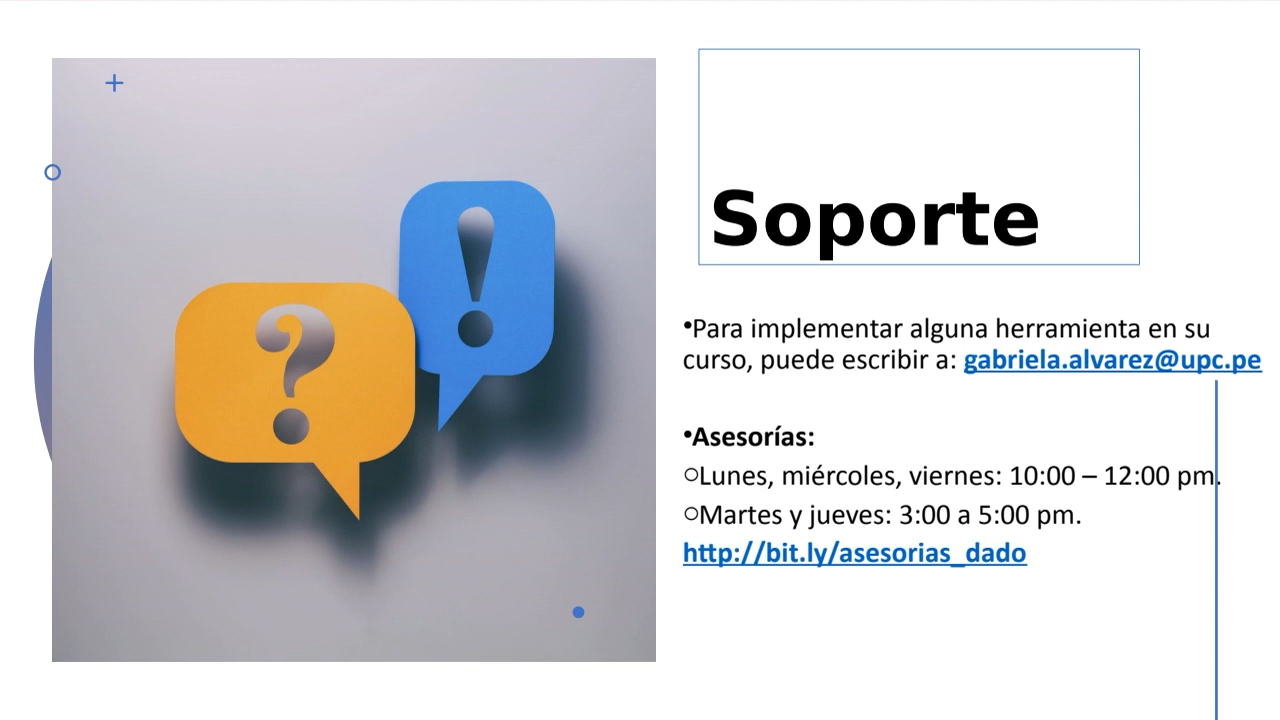 Soporte
•Para implementar alguna herramienta en su
curso, puede escribir a: gabriela.alvarez@upc.pe
•Asesorías:
○Lunes, miércoles, viernes: 10:00 – 12:00 pm.
○Martes y jueves: 3:00 a 5:00 pm.
http://bit.ly/asesorias_dado